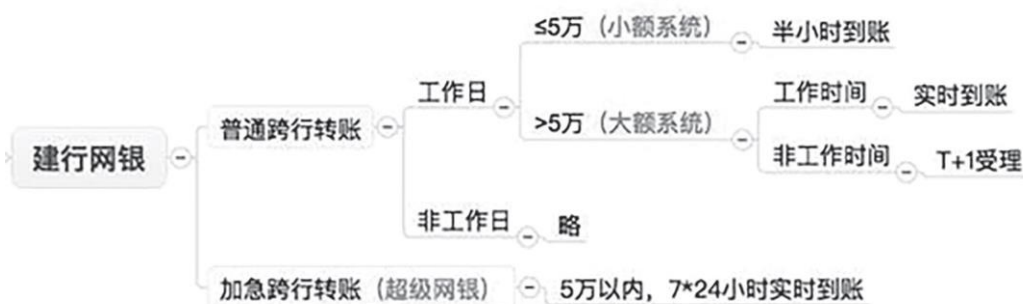 建行网银
普通跨行转账
工作日
≤5万（小额系统）
半小时到账
>5万（大额系统）
工作时间
实时到账
非工作时间
T+1受理
非工作日
略
加急跨行转账（超级网银）
5万以内，7*24小时实时到账